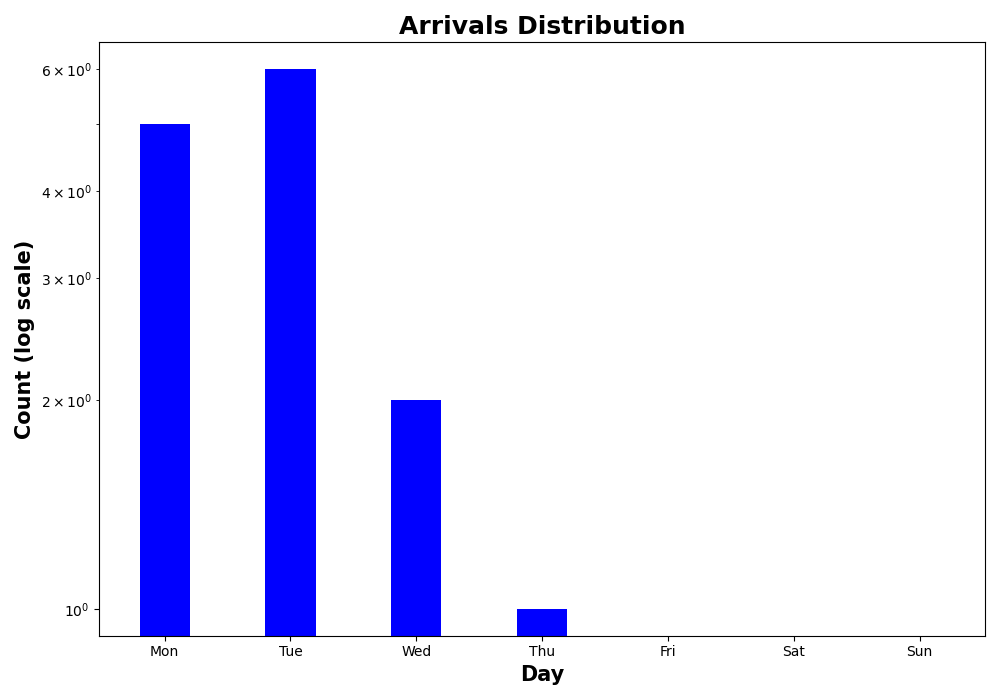 Arrivals Distribution
Count (log scale)
6 × 10⁰
4 × 10⁰
3 × 10⁰
2 × 10⁰
10⁰
Mon Tue Wed Thu Fri Sat Sun
Day